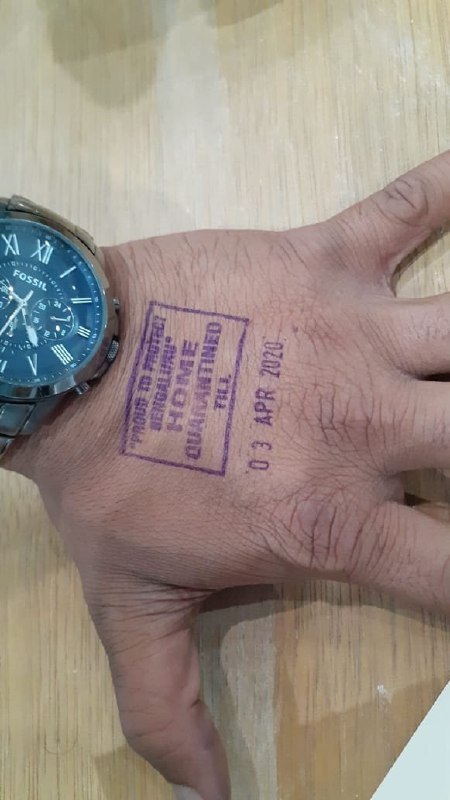 "PROUD TO PROTECT
BENGALURU"
HOME
QUARANTINED
TILL
03 APR 2020
FOSSIL